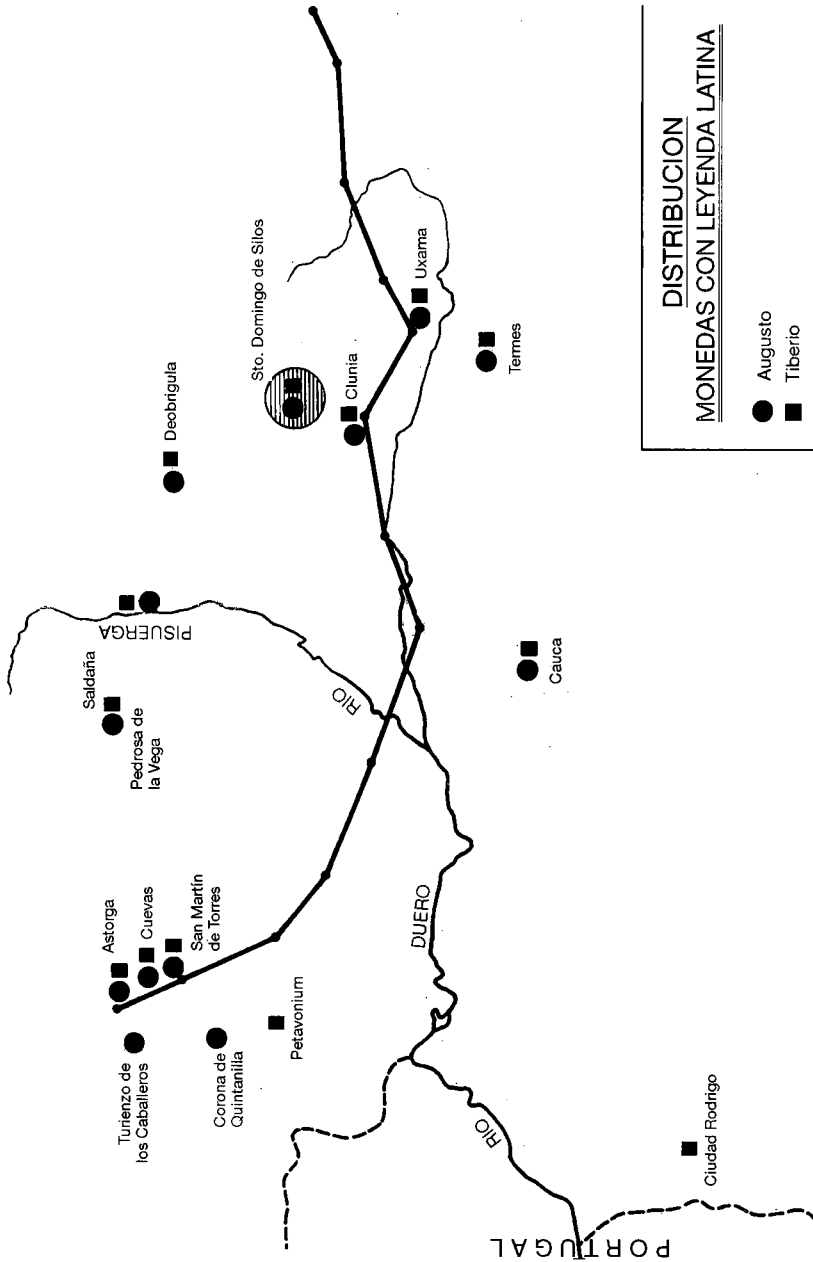 Astorga
Cuevas
San Martín
de Torres
Turienzo de
los Caballeros
Corona de
Quintanilla
Petavonium
Saldaña
Pedrosa de
la Vega
PISUERGA
RIO
Deobrigula
Sto. Domingo de Silos
Clunia
Uxama
Termes
Cauca
DUERO
RIO
Ciudad Rodrigo
PORTUGAL
DISTRIBUCION
MONEDAS CON LEYENDA LATINA
Augusto
Tiberio